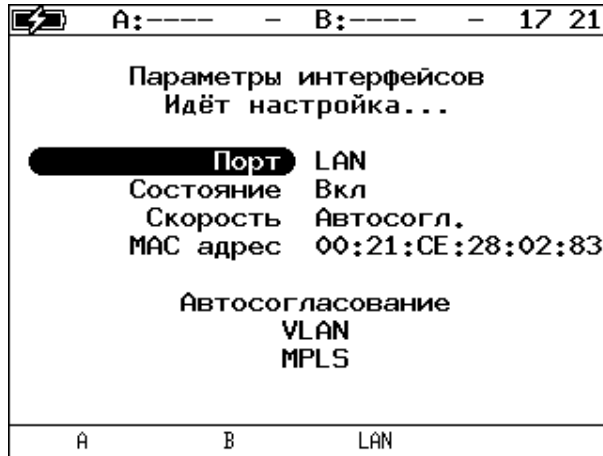 A:---- - B:---- - 17 21
Параметры интерфейсов
Идёт настройка...
Порт LAN
Состояние Вкл
Скорость Автосогл.
МАС адрес 00:21:CE:28:02:83
Автосогласование
VLAN
MPLS
A B LAN